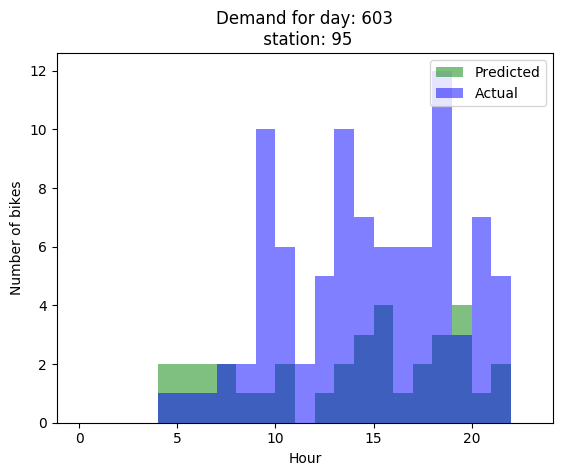 Demand for day: 603
station: 95
Predicted
Actual
Number of bikes
12
10
8
6
4
2
0
0 5 10 15 20
Hour